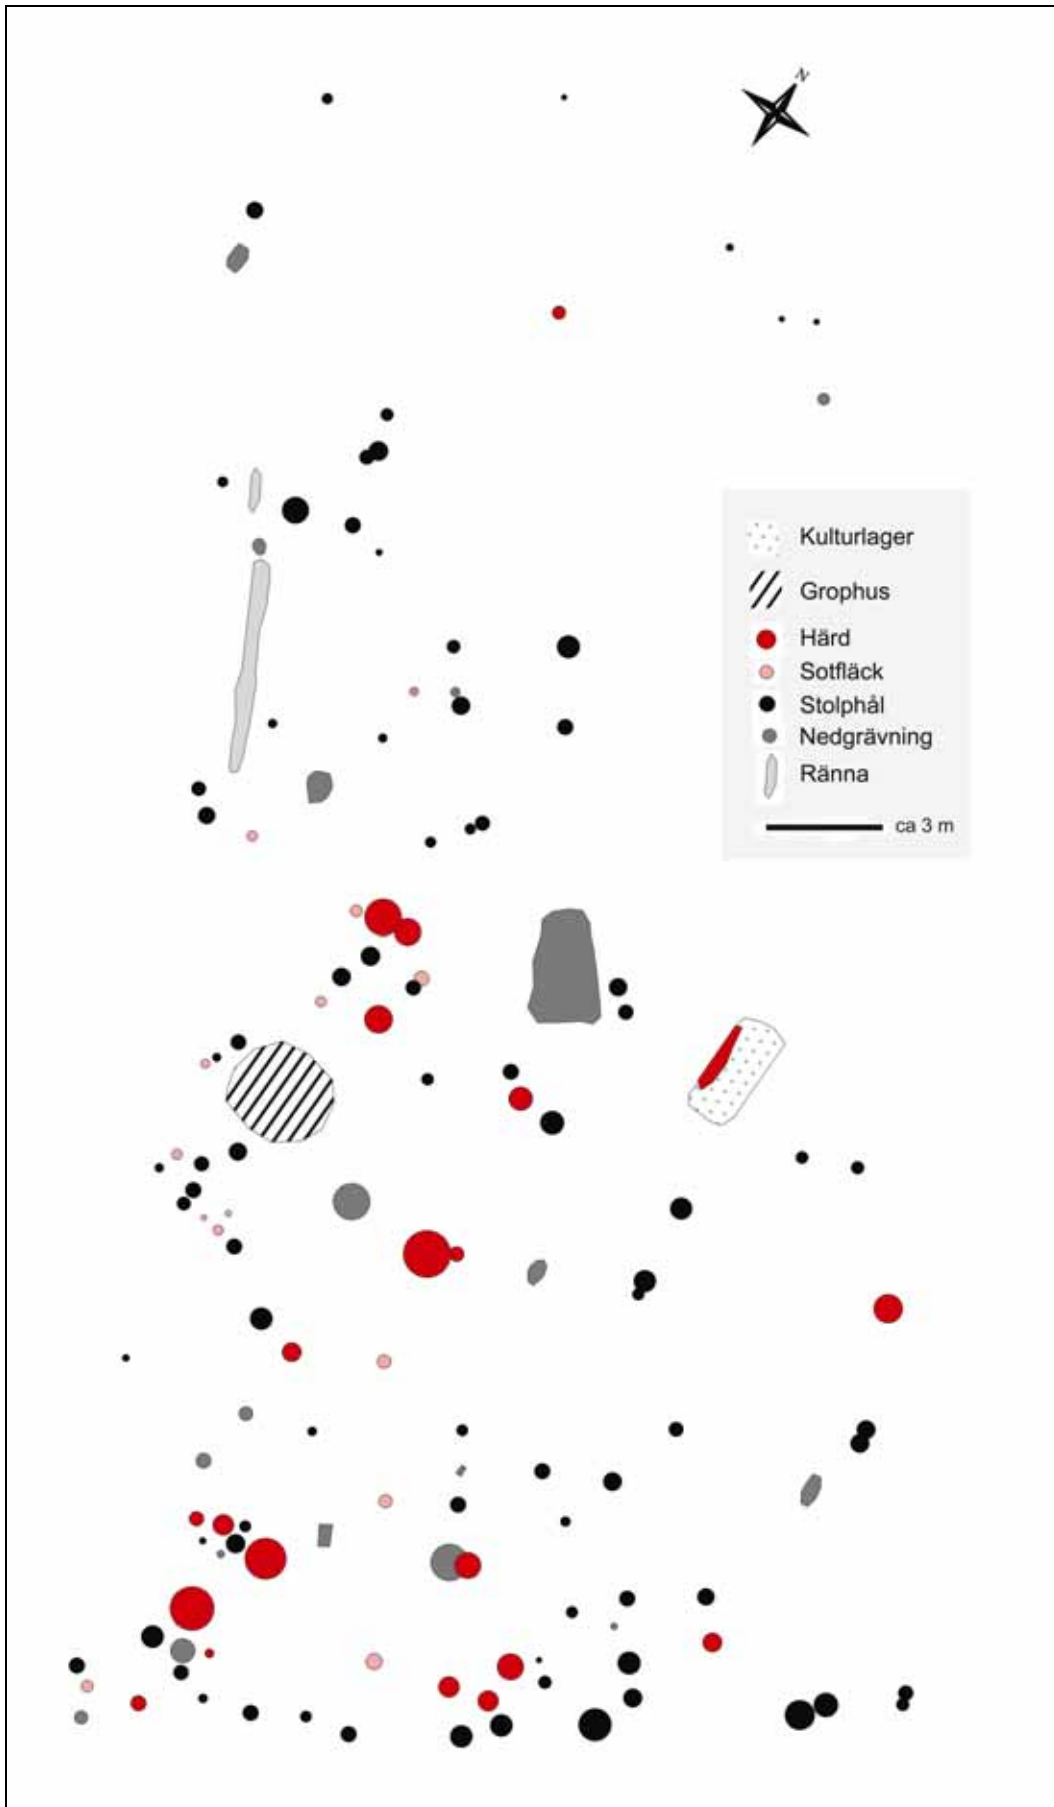 N
Kulturlager
Grophus
Härd
Sotfläck
Stolphål
Nedgrävning
Ränna
ca 3 m